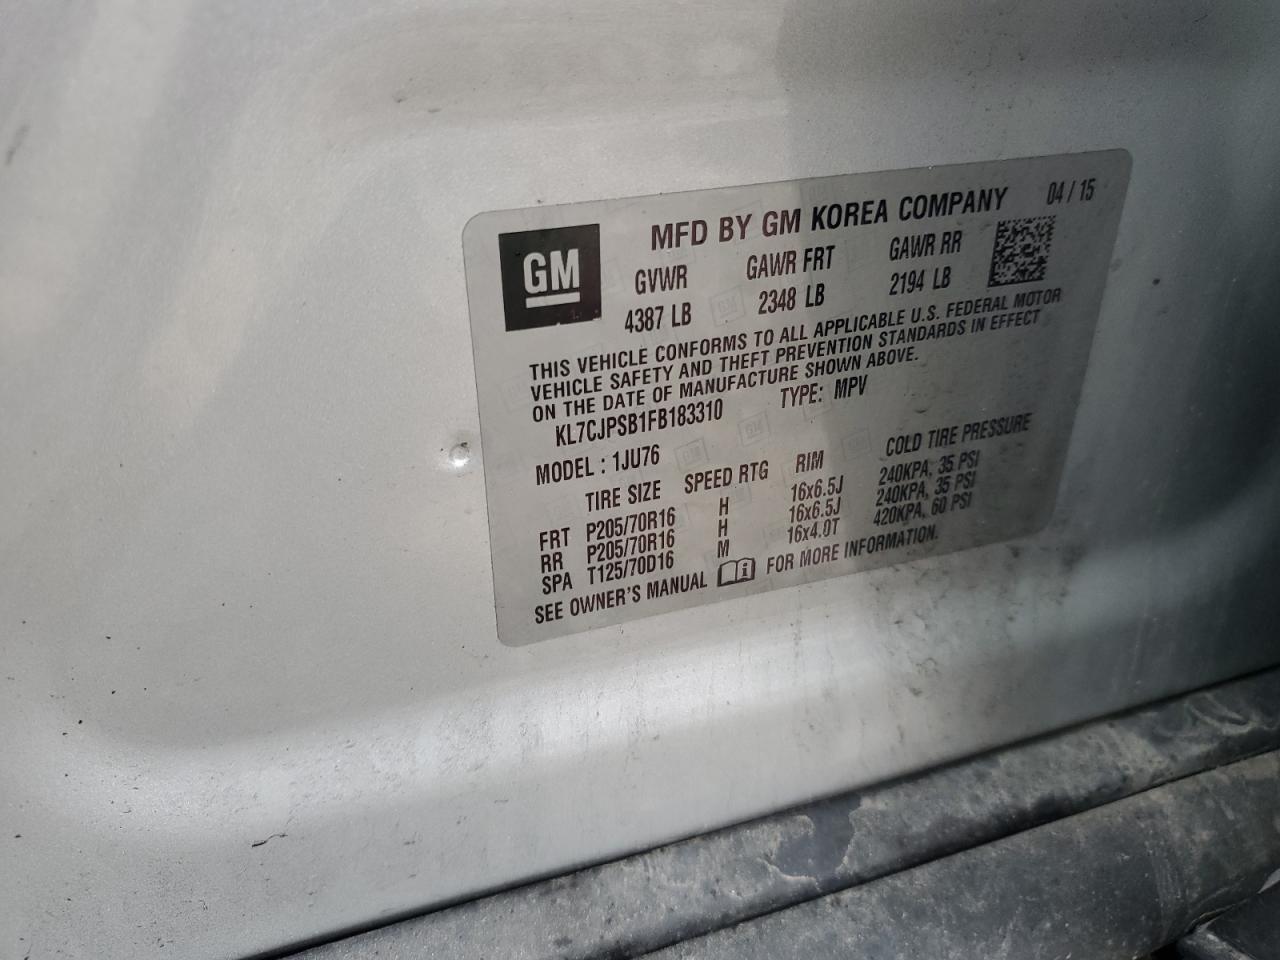 MFD BY GM KOREA COMPANY 04 / 15
GM
GVWR GAWR FRT GAWR RR
4387 LB 2348 LB 2194 LB
THIS VEHICLE CONFORMS TO ALL APPLICABLE U.S. FEDERAL MOTOR
VEHICLE SAFETY AND THEFT PREVENTION STANDARDS IN EFFECT
ON THE DATE OF MANUFACTURE SHOWN ABOVE.
KL7CJPSB1FB183310 TYPE: MPV
MODEL : 1JU76
TIRE SIZE SPEED RTG RIM COLD TIRE PRESSURE
FRT P205/70R16 H 16x6.5J 240KPA, 35 PSI
RR P205/70R16 H 16x6.5J 240KPA, 35 PSI
SPA T125/70D16 M 16x4.0T 420KPA, 60 PSI
SEE OWNER'S MANUAL FOR MORE INFORMATION.